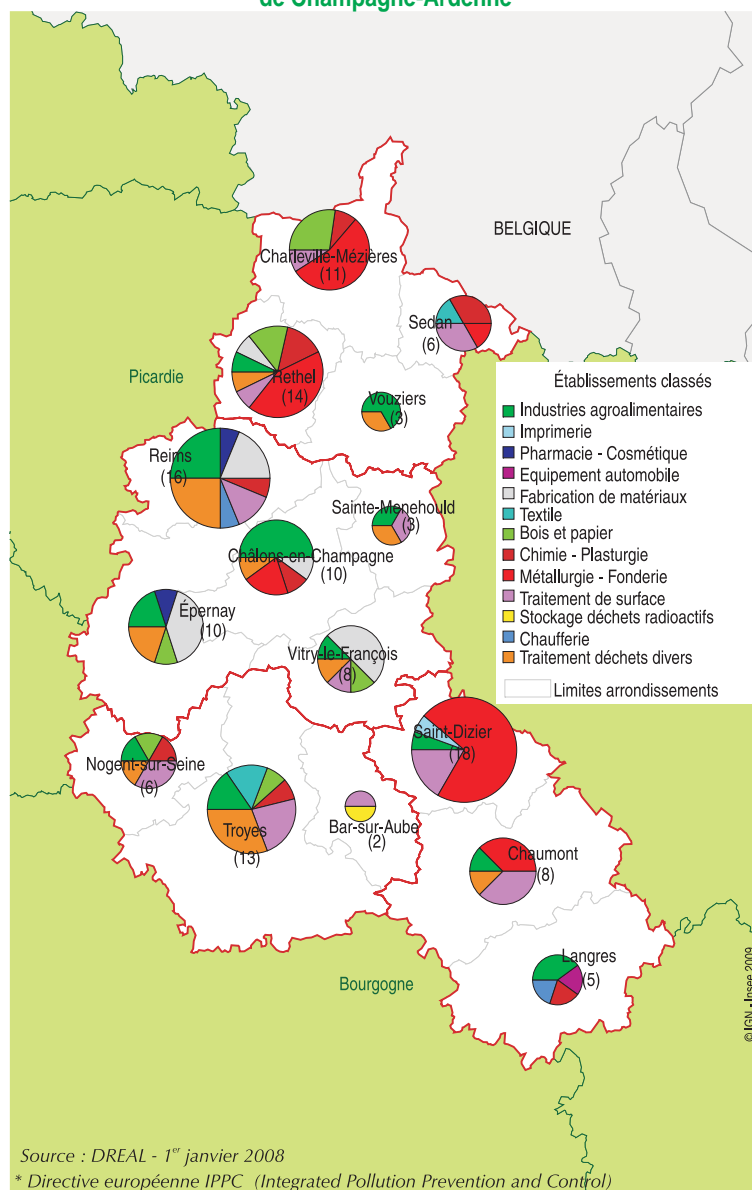 de Champagne-Ardenne
BELGIQUE
Charleville-Mézières
(11)
Sedan
(6)
Picardie
Rethel
(14)
Vouziers
(3)
Établissements classés
Industries agroalimentaires
Imprimerie
Pharmacie - Cosmétique
Equipement automobile
Fabrication de matériaux
Textile
Bois et papier
Chimie - Plasturgie
Métallurgie - Fonderie
Traitement de surface
Stockage déchets radioactifs
Chaufferie
Traitement déchets divers
Limites arrondissements
Reims
(16)
Sainte-Menehould
(3)
Châlons-en-Champagne
(10)
Épernay
(10)
Vitry-le-François
(8)
Saint-Dizier
(18)
Nogent-sur-Seine
(6)
Troyes
(13)
Bar-sur-Aube
(2)
Chaumont
(8)
Langres
(5)
Bourgogne
© IGN - Insee 2009
Source : DREAL - 1er janvier 2008
* Directive européenne IPPC (Integrated Pollution Prevention and Control)